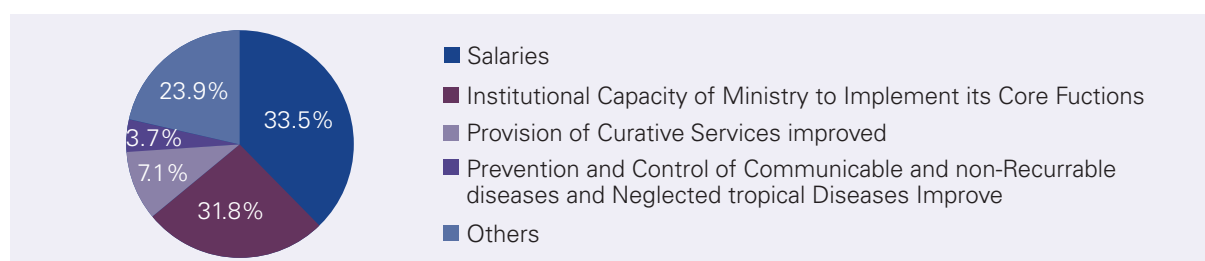 23.9%
33.5%
3.7%
7.1%
31.8%
Salaries
Institutional Capacity of Ministry to Implement its Core Fuctions
Provision of Curative Services improved
Prevention and Control of Communicable and non-Recurrable
diseases and Neglected tropical Diseases Improve
Others